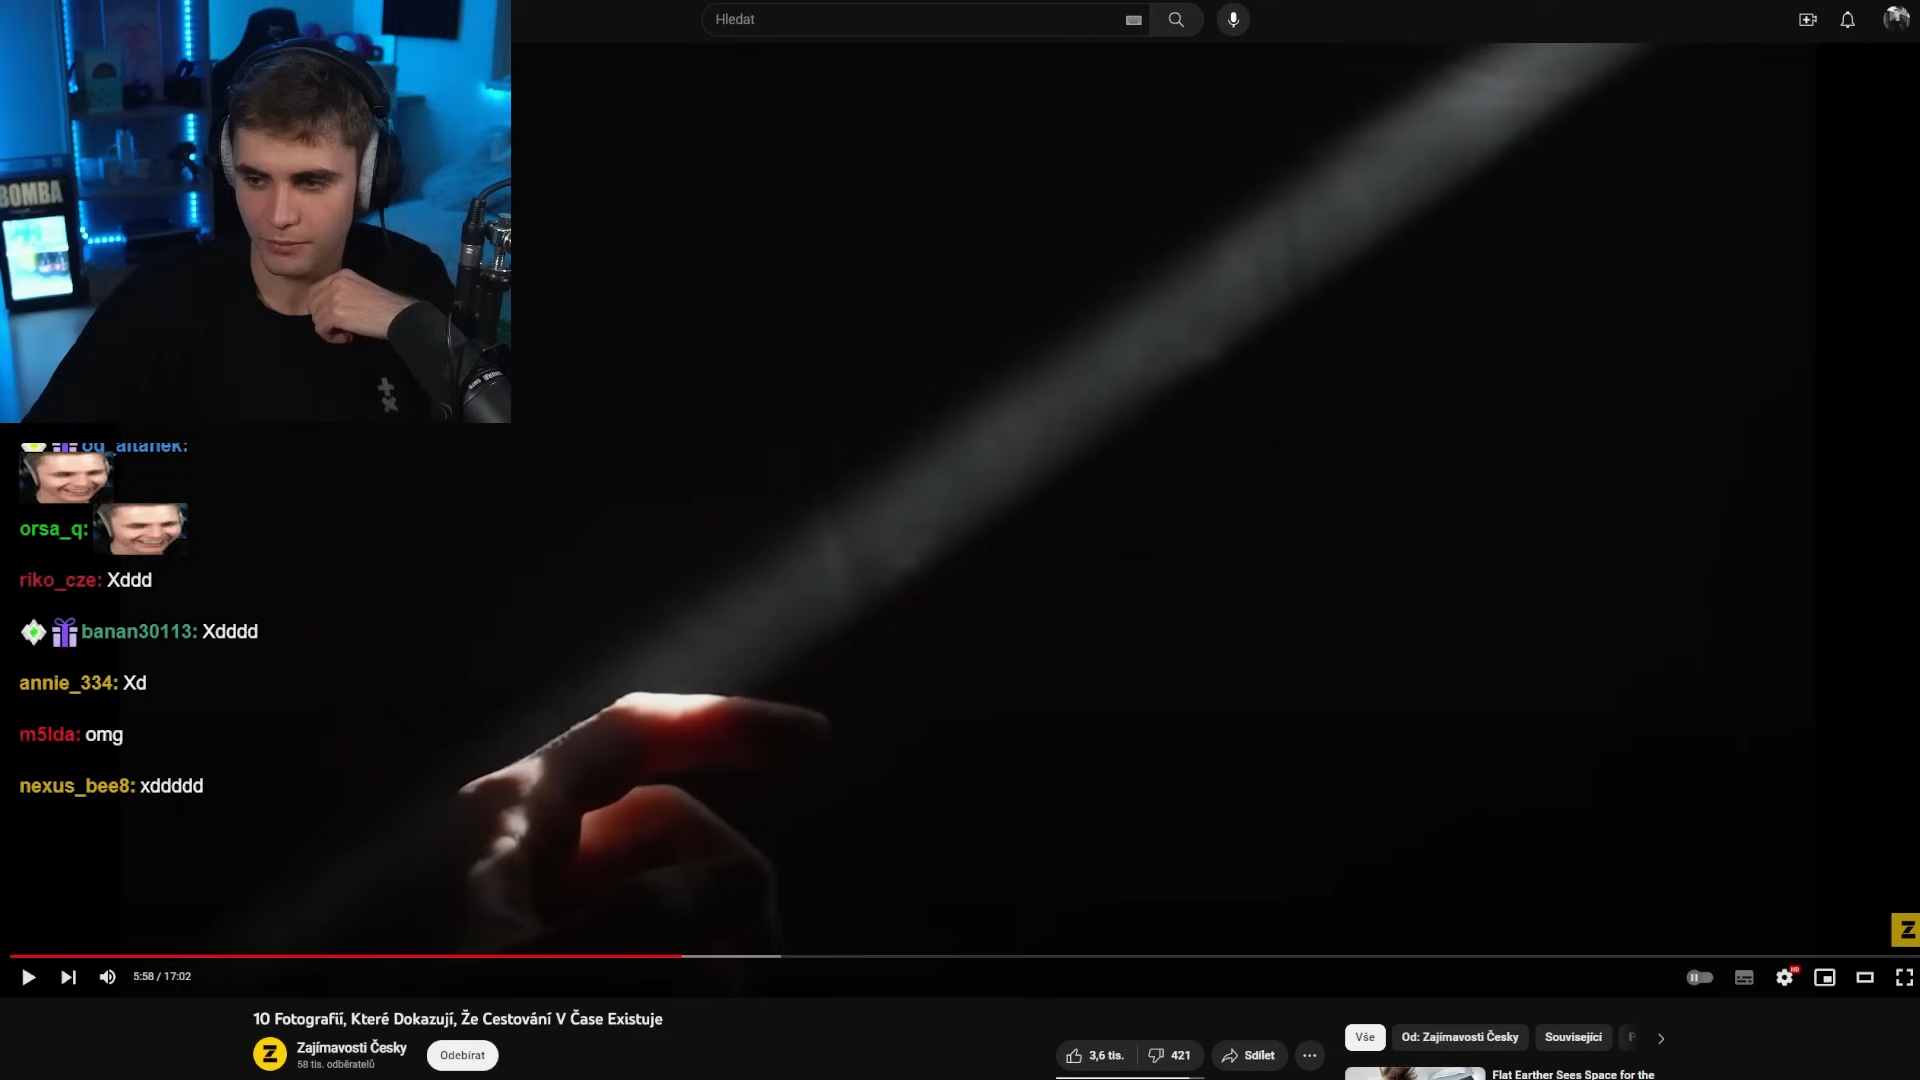 Hledat
BOMBA
og_altanek:
orsa_q:
riko_cze: Xddd
banan30113: Xdddd
annie_334: Xd
m5lda: omg
nexus_bee8: xddddd
Z
5:58 / 17:02
HD
10 Fotografií, Které Dokazují, Že Cestování V Čase Existuje
Z
Zajímavosti Česky
58 tis. odběratelů
Odebírat
3,6 tis.
421
Sdílet
Vše
Od: Zajímavosti Česky
Související
Flat Earther Sees Space for the